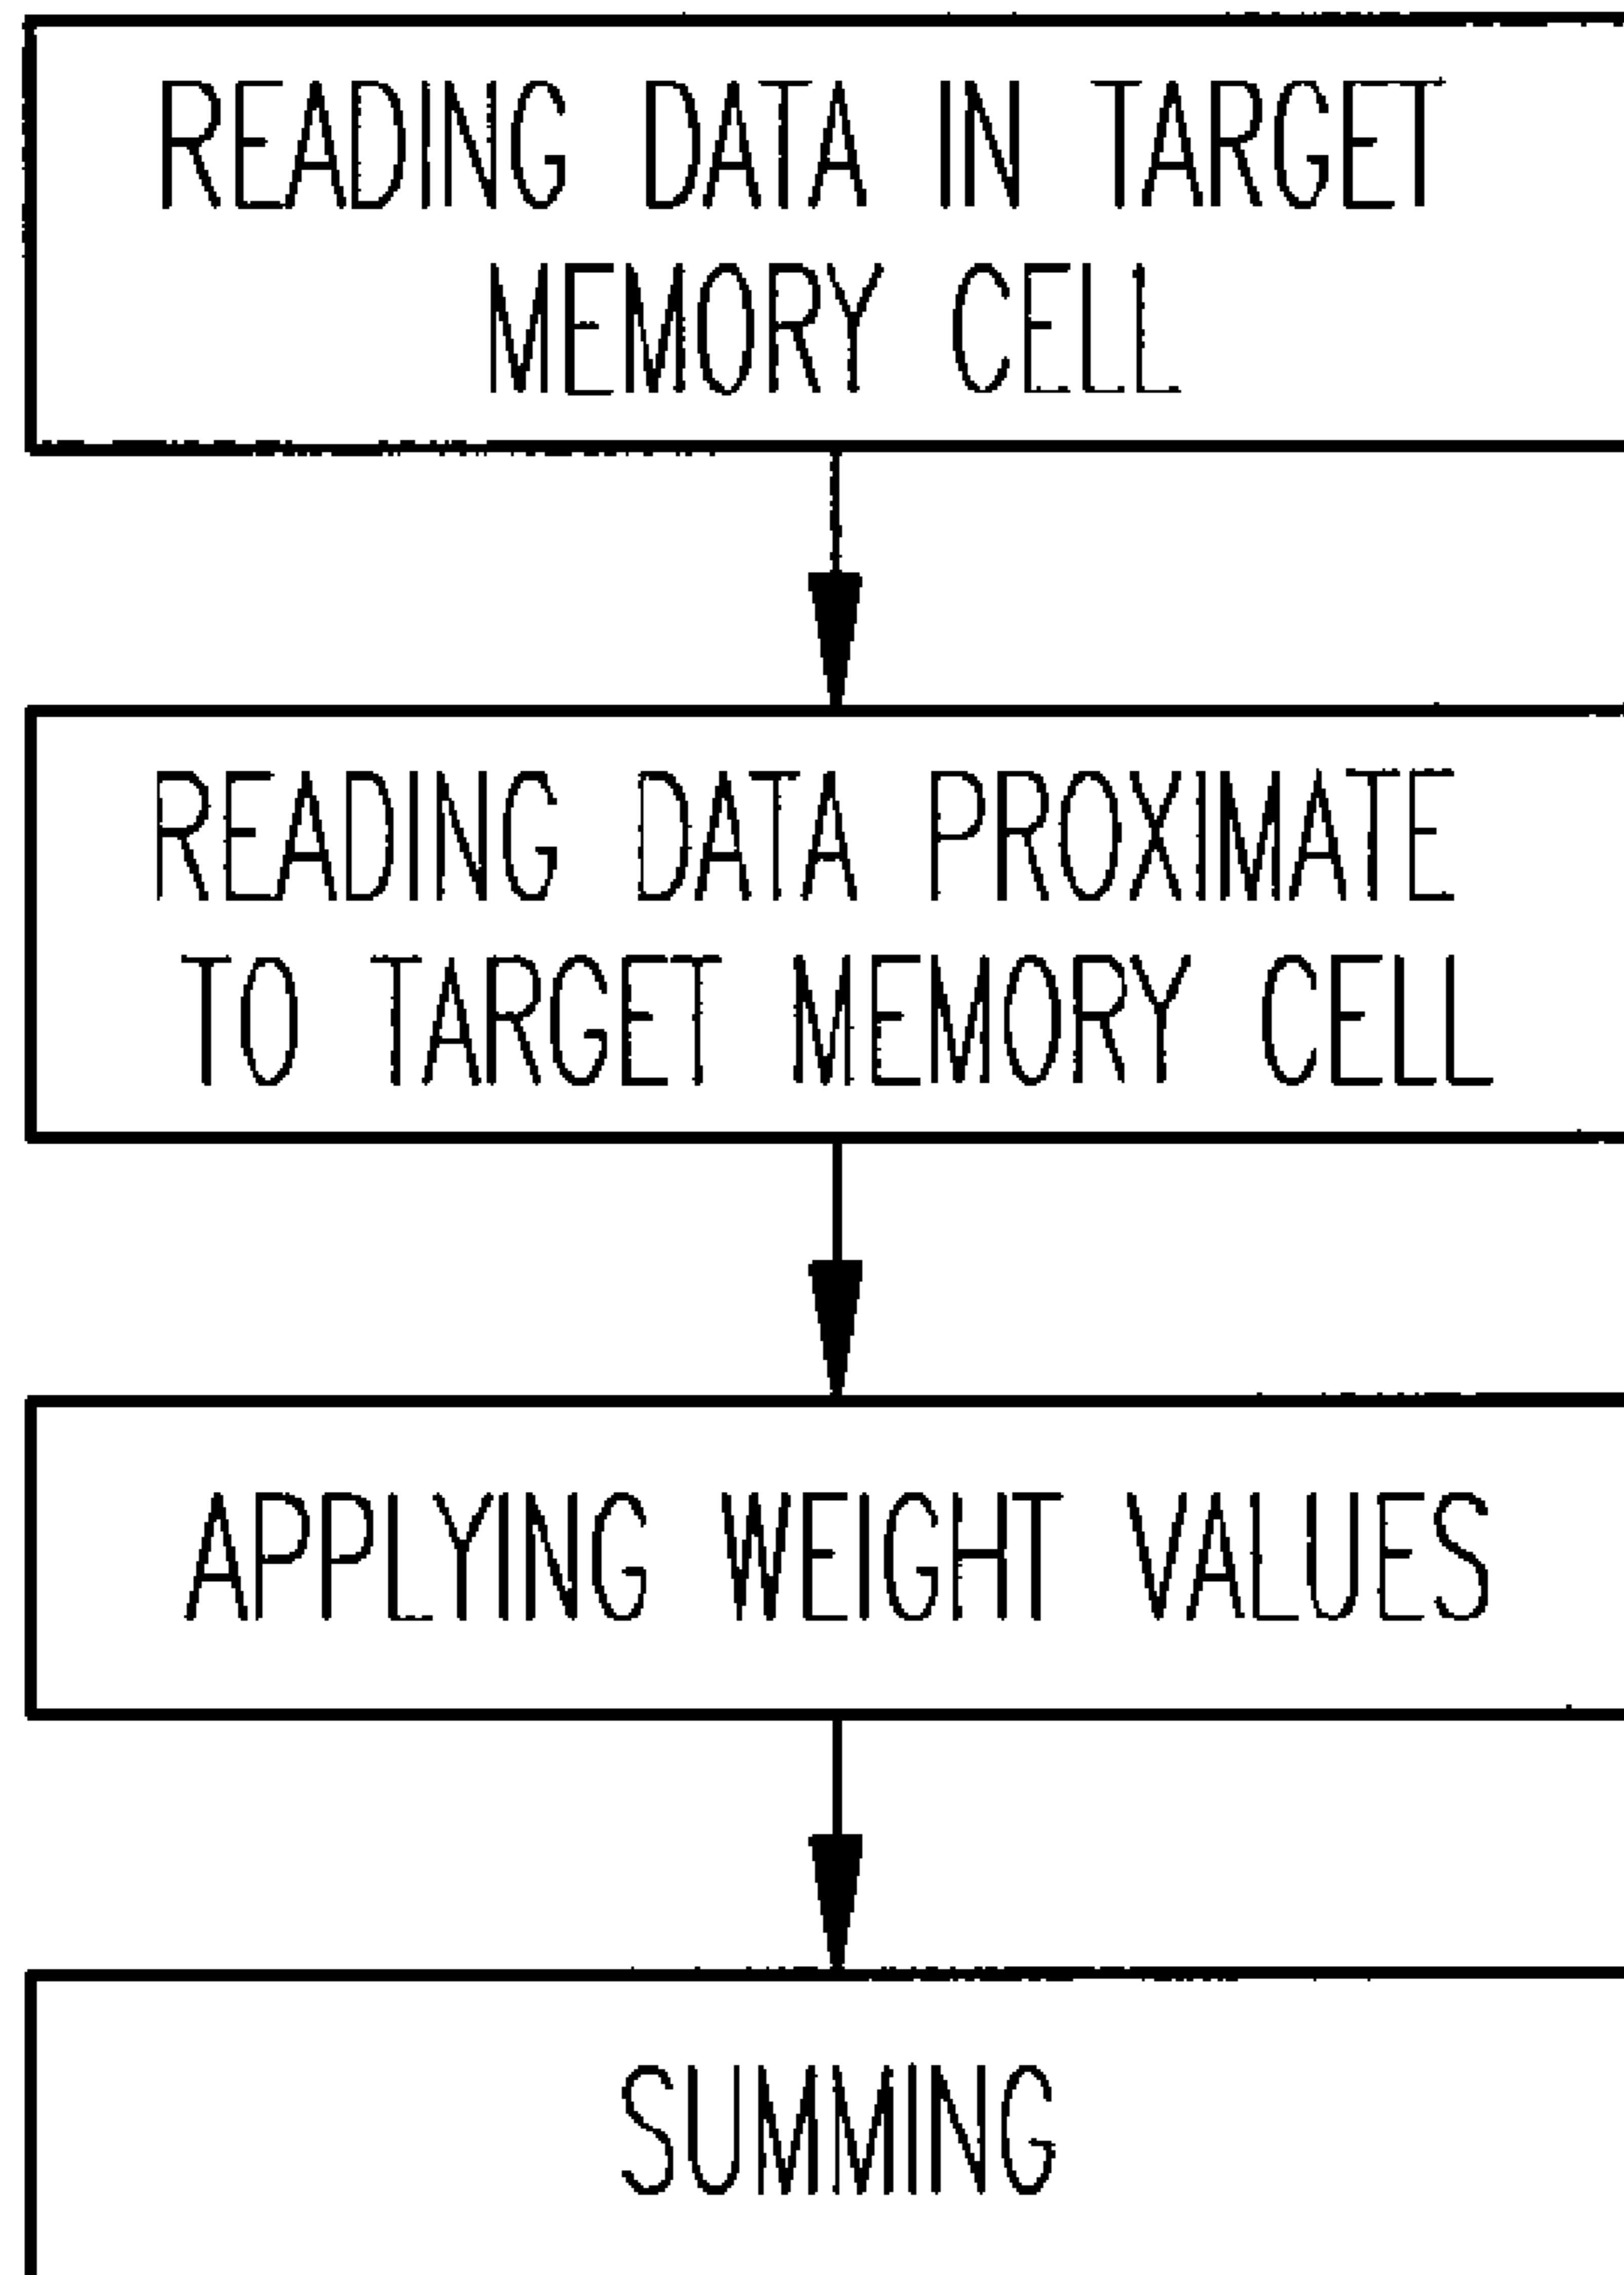 READING DATA IN TARGET
MEMORY CELL
READING DATA PROXIMATE
TO TARGET MEMORY CELL
APPLYING WEIGHT VALUES
SUMMING